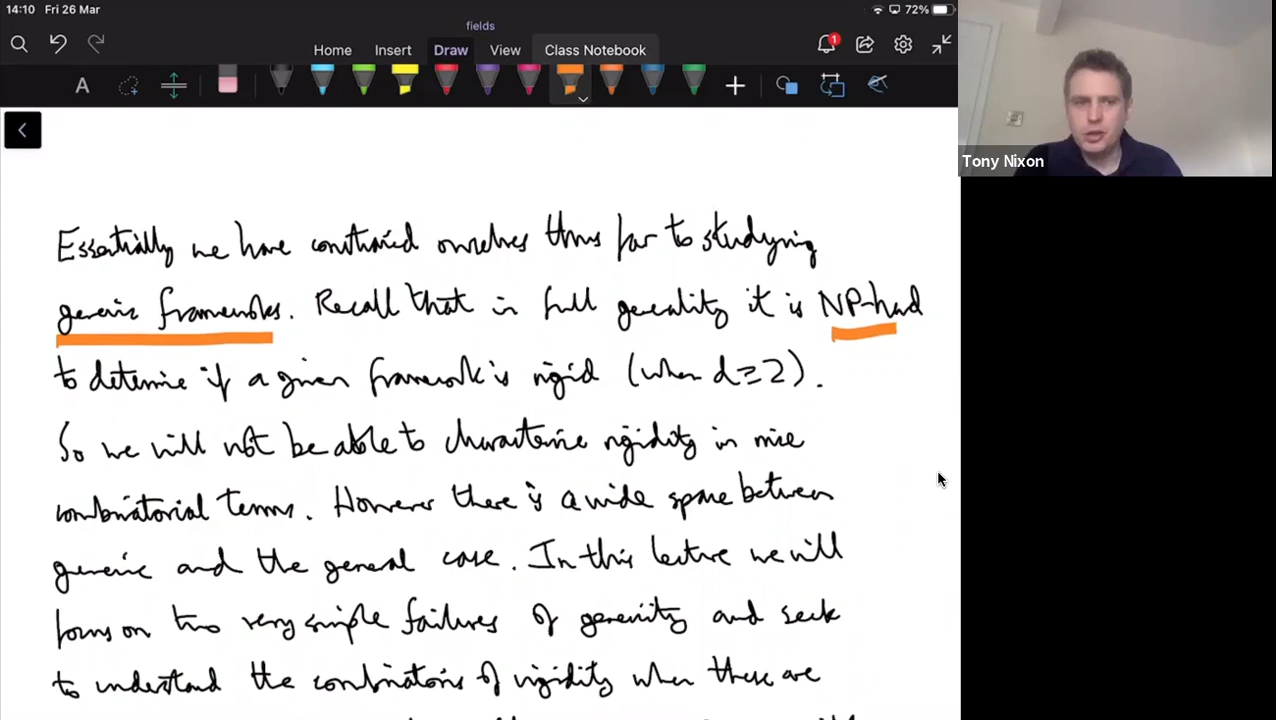 14:10 Fri 26 Mar
72%
fields
Home Insert Draw View Class Notebook
1
A
Tony Nixon
Essentially we have constrained ourselves thus far to studying
generic frameworks. Recall that in full generality it is NP-hard
to determine if a given framework is rigid (when d≥2).
So we will not be able to characterise rigidity in nice
combinatorial terms. However there is a wide space between
generic and the general case. In this lecture we will
focus on two very simple failures of genericity and seek
to understand the combinatorics of rigidity when these are